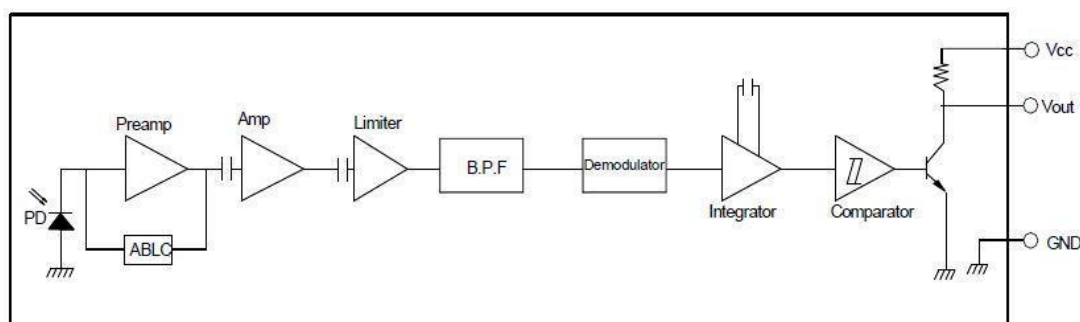 Vcc
Vout
Preamp
Amp
Limiter
B.P.F
Demodulator
PD
ABLC
Integrator
Comparator
GND